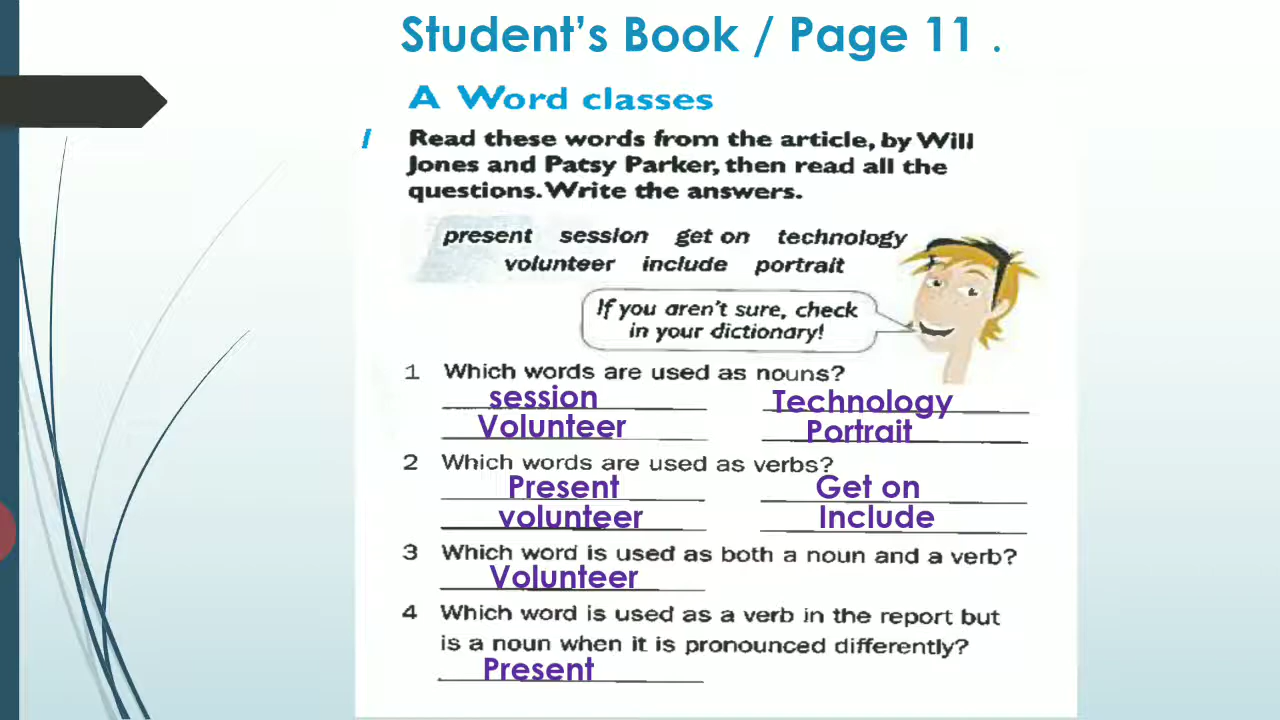 Student's Book / Page 11 .
A Word classes
1 Read these words from the article, by Will
Jones and Patsy Parker, then read all the
questions. Write the answers.
present session get on technology
volunteer include portrait
If you aren't sure, check
in your dictionary!
1 Which words are used as nouns?
session Technology
Volunteer Portrait
2 Which words are used as verbs?
Present Get on
volunteer Include
3 Which word is used as both a noun and a verb?
Volunteer
4 Which word is used as a verb in the report but
is a noun when it is pronounced differently?
Present